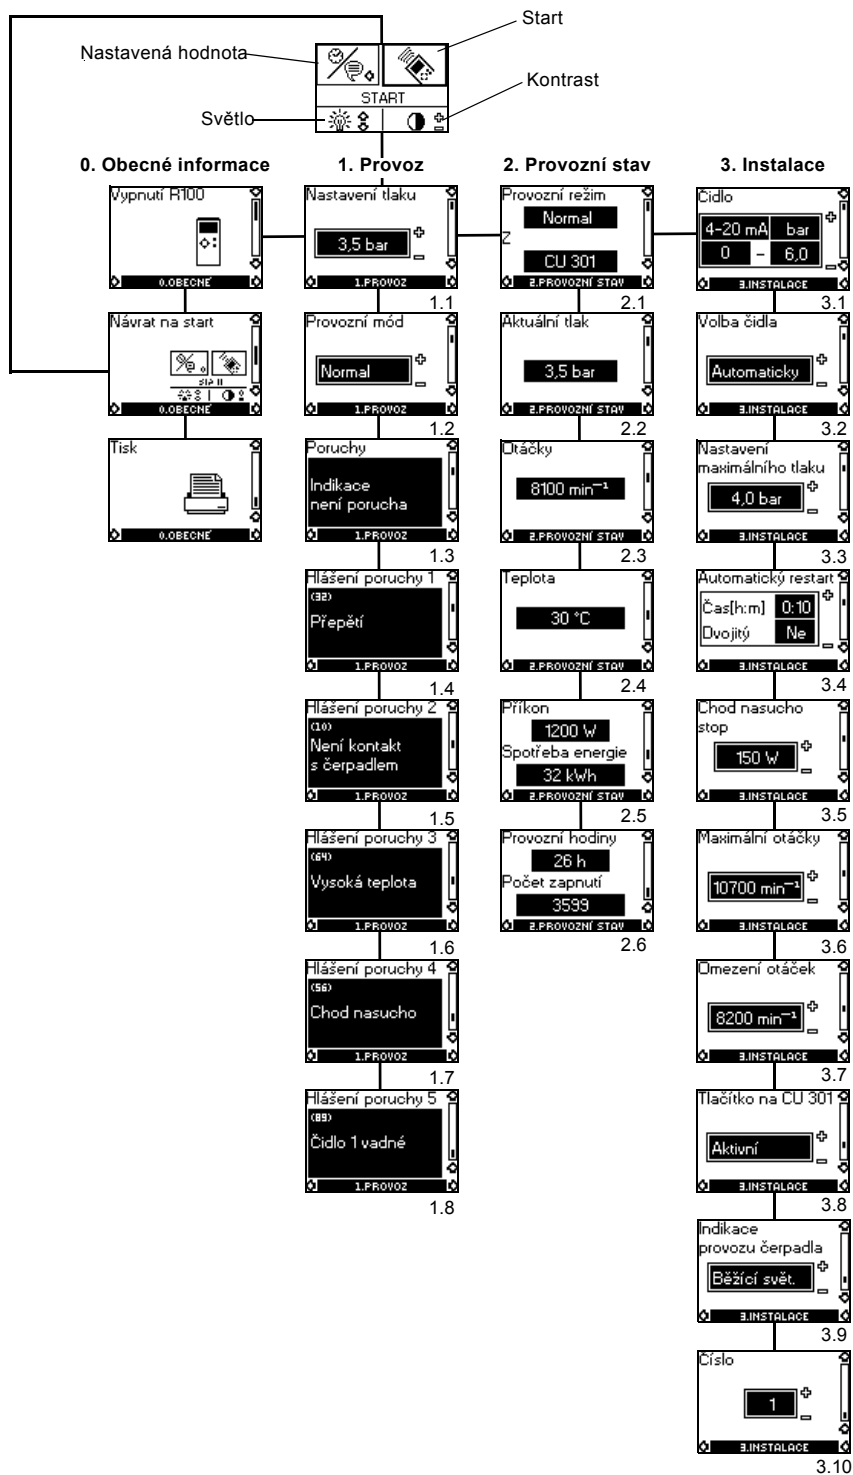 Start
Nastavená hodnota
Kontrast
START
Světlo
0. Obecné informace
1. Provoz
2. Provozní stav
3. Instalace
Vypnutí R100
0.OBECNÉ
Návrat na start
START
0.OBECNÉ
Tisk
0.OBECNÉ
Nastavení tlaku
3,5 bar
1.PROVOZ
1.1
Provozní mód
Normal
1.PROVOZ
1.2
Poruchy
Indikace
není porucha
1.PROVOZ
1.3
Hlášení poruchy 1
(32)
Přepětí
1.PROVOZ
1.4
Hlášení poruchy 2
(10)
Není kontakt
s čerpadlem
1.PROVOZ
1.5
Hlášení poruchy 3
(64)
Vysoká teplota
1.PROVOZ
1.6
Hlášení poruchy 4
(56)
Chod nasucho
1.PROVOZ
1.7
Hlášení poruchy 5
(89)
Čidlo 1 vadné
1.PROVOZ
1.8
Provozní režim
Normal
Z
CU 301
2.PROVOZNÍ STAV
2.1
Aktuální tlak
3,5 bar
2.PROVOZNÍ STAV
2.2
Otáčky
8100 min⁻¹
2.PROVOZNÍ STAV
2.3
Teplota
30 °C
2.PROVOZNÍ STAV
2.4
Příkon
1200 W
Spotřeba energie
32 kWh
2.PROVOZNÍ STAV
2.5
Provozní hodiny
26 h
Počet zapnutí
3599
2.PROVOZNÍ STAV
2.6
Čidlo
4-20 mA bar
0 - 6,0
3.INSTALACE
3.1
Volba čidla
Automaticky
3.INSTALACE
3.2
Nastavení
maximálního tlaku
4,0 bar
3.INSTALACE
3.3
Automatický restart
Čas[h:m] 0:10
Dvojitý Ne
3.INSTALACE
3.4
Chod nasucho
stop
150 W
3.INSTALACE
3.5
Maximální otáčky
10700 min⁻¹
3.INSTALACE
3.6
Omezení otáček
8200 min⁻¹
3.INSTALACE
3.7
Tlačítko na CU 301
Aktivní
3.INSTALACE
3.8
Indikace
provozu čerpadla
Běžící svět.
3.INSTALACE
3.9
Číslo
1
3.INSTALACE
3.10